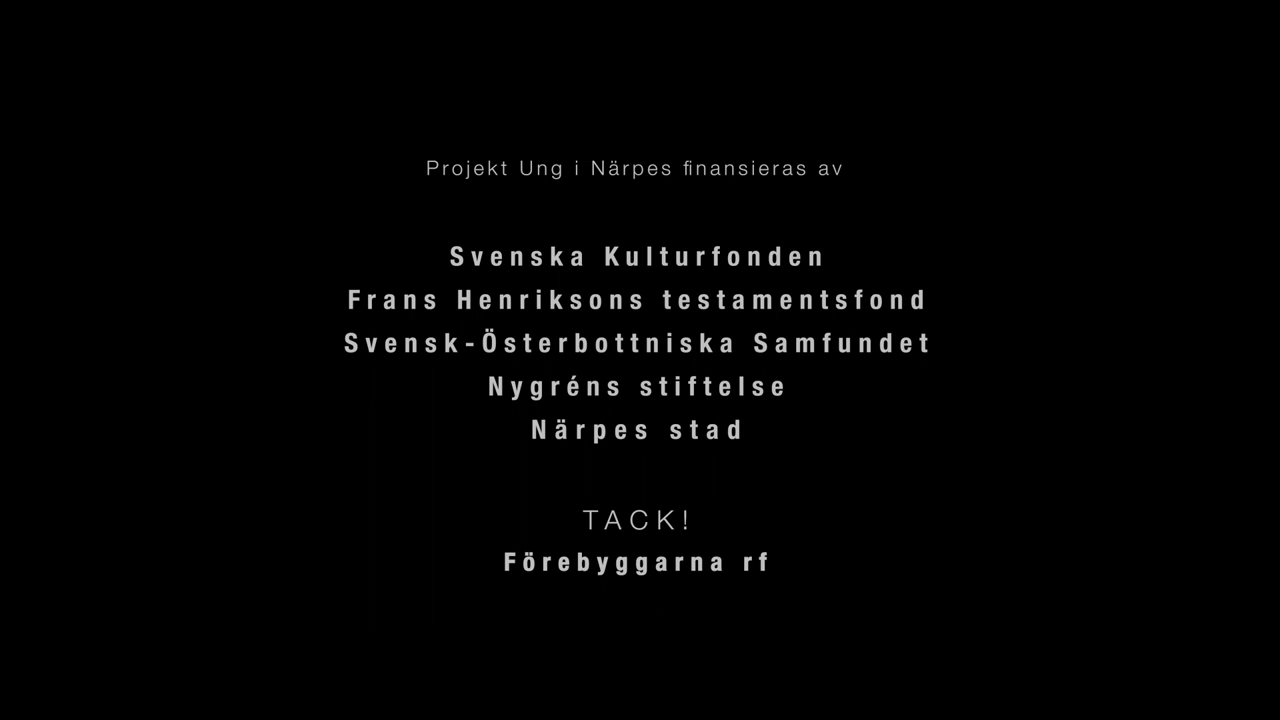 Projekt Ung i Närpes finansieras av
Svenska Kulturfonden
Frans Henriksons testamentsfond
Svensk-Österbottniska Samfundet
Nygréns stiftelse
Närpes stad
TACK!
Förebyggarna rf